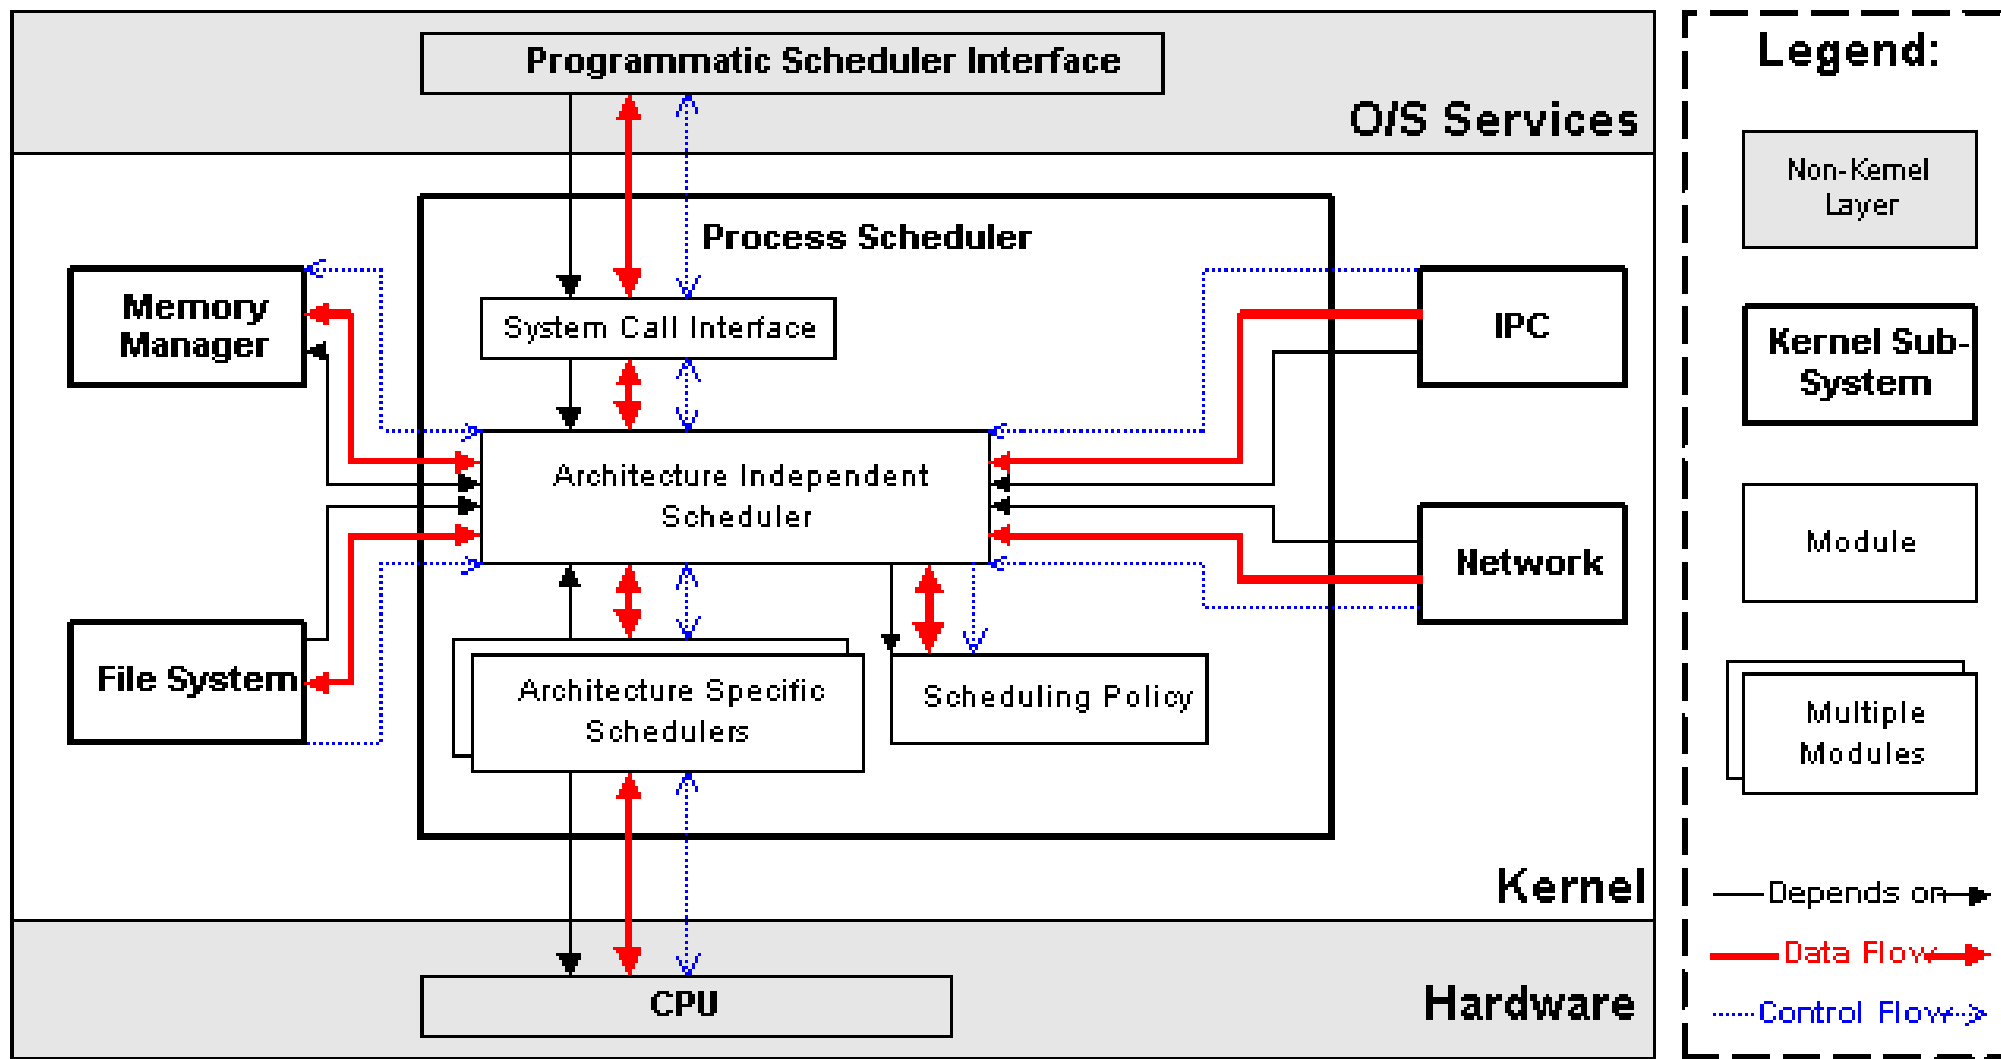 Programmatic Scheduler Interface
O/S Services
Process Scheduler
Memory
Manager
System Call Interface
IPC
Architecture Independent
Scheduler
Network
File System
Architecture Specific
Schedulers
Scheduling Policy
Kernel
CPU
Hardware
Legend:
Non-Kernel
Layer
Kernel Sub-
System
Module
Multiple
Modules
Depends on
Data Flow
Control Flow